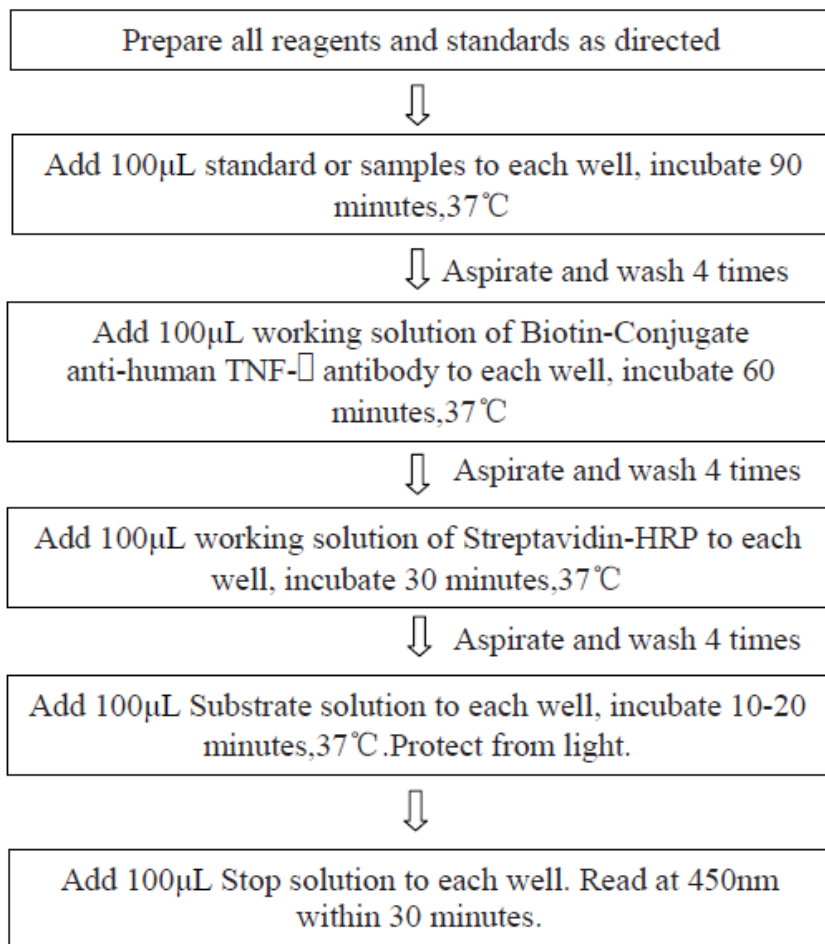 Prepare all reagents and standards as directed
Add 100μL standard or samples to each well, incubate 90
minutes,37℃
Aspirate and wash 4 times
Add 100μL working solution of Biotin-Conjugate
anti-human TNF-▯ antibody to each well, incubate 60
minutes,37℃
Aspirate and wash 4 times
Add 100μL working solution of Streptavidin-HRP to each
well, incubate 30 minutes,37℃
Aspirate and wash 4 times
Add 100μL Substrate solution to each well, incubate 10-20
minutes,37℃.Protect from light.
Add 100μL Stop solution to each well. Read at 450nm
within 30 minutes.